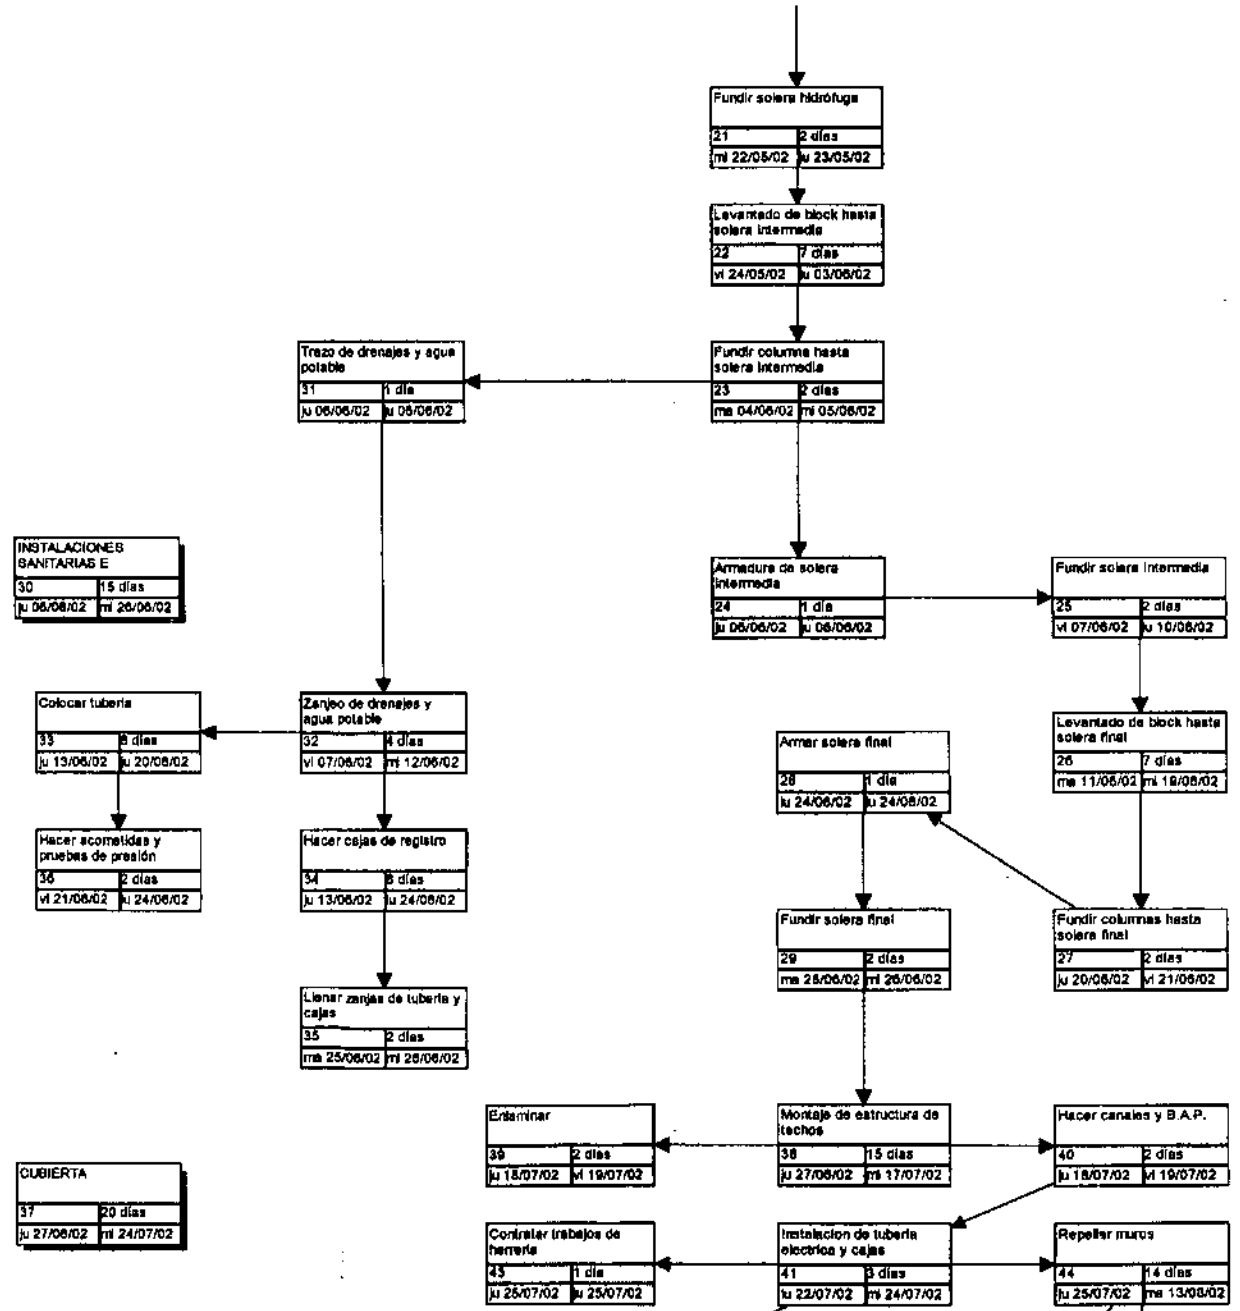 Fundir solera hidrófuga
21 2 días
mi 22/05/02 ju 23/05/02
Levantado de block hasta
solera intermedia
22 7 días
vi 24/05/02 lu 03/06/02
Trazo de drenajes y agua
potable
31 1 día
ju 06/06/02 ju 06/06/02
Fundir columna hasta
solera intermedia
23 2 días
ma 04/06/02 mi 05/06/02
INSTALACIONES
SANITARIAS E
30 15 días
ju 06/06/02 mi 26/06/02
Armadura de solera
intermedia
24 1 día
ju 06/06/02 ju 06/06/02
Fundir solera intermedia
25 2 días
vi 07/06/02 lu 10/06/02
Colocar tubería
33 6 días
ju 13/06/02 ju 20/06/02
Zanjeo de drenajes y
agua potable
32 4 días
vi 07/06/02 mi 12/06/02
Armar solera final
28 1 día
lu 24/06/02 lu 24/06/02
Levantado de block hasta
solera final
26 7 días
ma 11/06/02 mi 19/06/02
Hacer acometidas y
pruebas de presión
36 2 días
vi 21/06/02 lu 24/06/02
Hacer cajas de registro
34 8 días
ju 13/06/02 lu 24/06/02
Fundir solera final
29 2 días
ma 25/06/02 mi 26/06/02
Fundir columnas hasta
solera final
27 2 días
ju 20/06/02 vi 21/06/02
Llenar zanjas de tubería y
cajas
35 2 días
ma 25/06/02 mi 26/06/02
Enlaminar
39 2 días
ju 18/07/02 vi 19/07/02
Montaje de estructura de
techos
38 15 días
ju 27/06/02 mi 17/07/02
Hacer canales y B.A.P.
40 2 días
ju 18/07/02 vi 19/07/02
CUBIERTA
37 20 días
ju 27/06/02 mi 24/07/02
Contratar trabajos de
herrería
43 1 día
ju 25/07/02 ju 25/07/02
Instalacion de tubería
electrica y cajas
41 3 días
lu 22/07/02 mi 24/07/02
Repellar muros
44 14 días
ju 25/07/02 ma 13/08/02